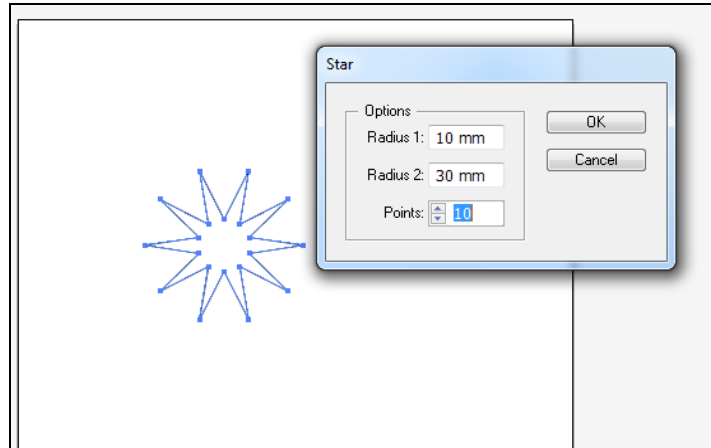 Star
Options
Radius 1: 10 mm
Radius 2: 30 mm
Points: 10
OK
Cancel